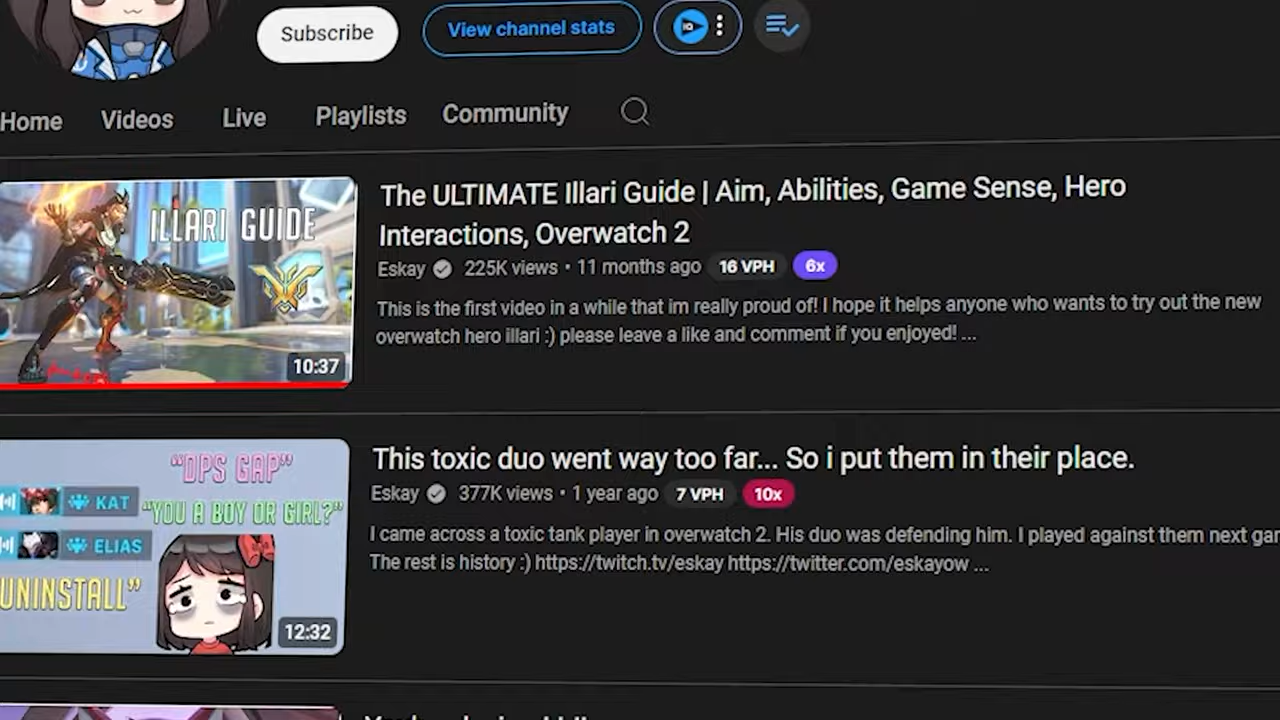 Subscribe
View channel stats
IQ
Home
Videos
Live
Playlists
Community
ILLARI GUIDE
10:37
The ULTIMATE Illari Guide | Aim, Abilities, Game Sense, Hero
Interactions, Overwatch 2
Eskay 225K views • 11 months ago 16 VPH 6x
This is the first video in a while that im really proud of! I hope it helps anyone who wants to try out the new
overwatch hero illari :) please leave a like and comment if you enjoyed! ...
“DPS GAP”
KAT
“YOU A BOY OR GIRL?”
ELIAS
UNINSTALL”
12:32
This toxic duo went way too far... So i put them in their place.
Eskay 377K views • 1 year ago 7 VPH 10x
I came across a toxic tank player in overwatch 2. His duo was defending him. I played against them next gar
The rest is history :) https://twitch.tv/eskay https://twitter.com/eskayow ...